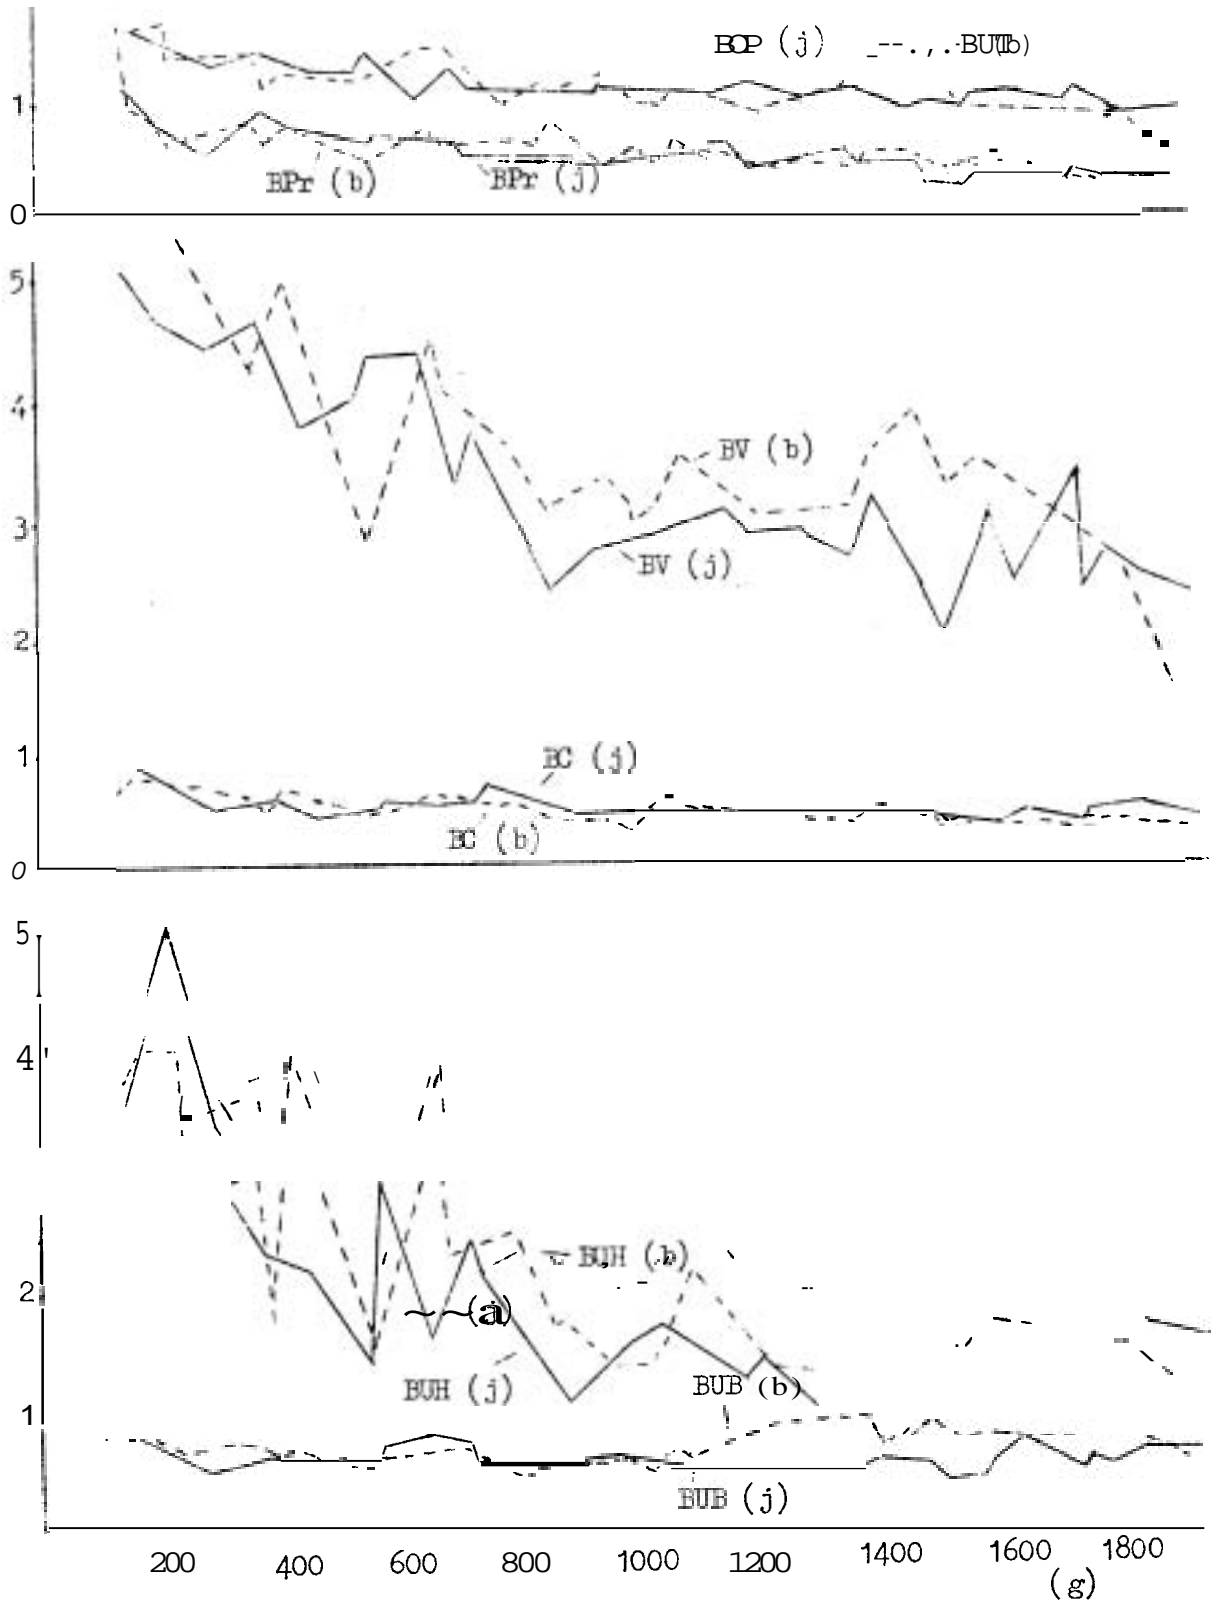 BOP (j) _--.,.-BUT(b)
1
BPr (b) BPr (j)
0
5
4
BV (b)
3
BV (j)
2
1
BC (j)
BC (b)
0
5
4
BUH (b)
2
(j)
BUH (j)
BUB (b)
1
BUB (j)
200 400 600 800 1000 1200 1400 1600 1800
(g)